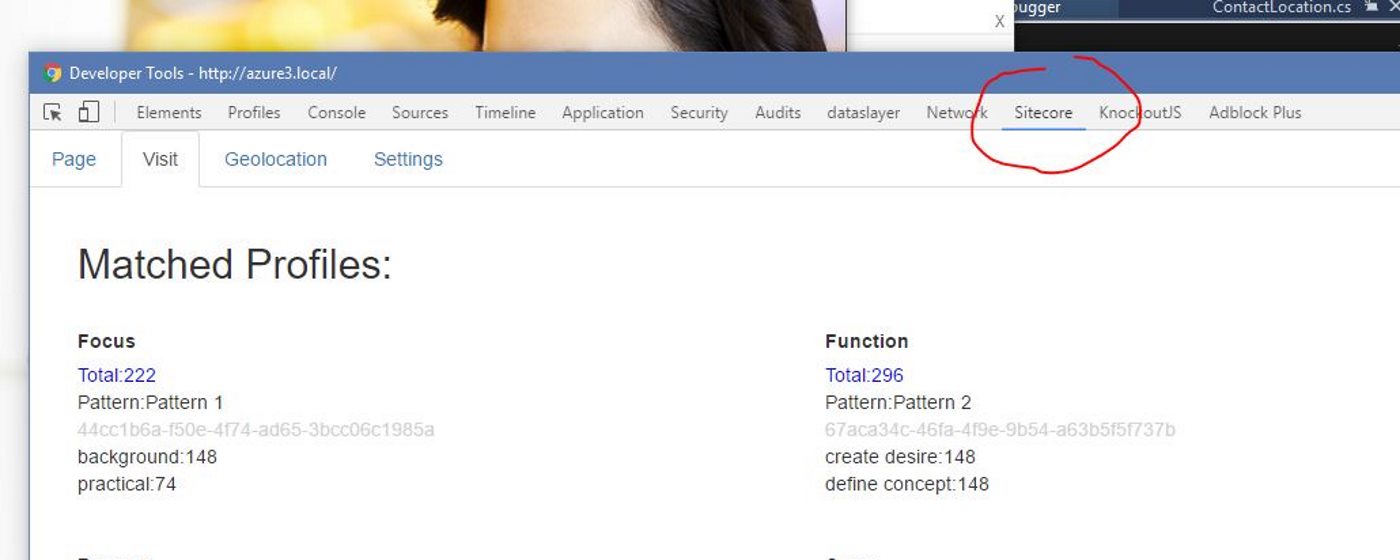 ugger ContactLocation.cs
X
Developer Tools - http://azure3.local/
Elements Profiles Console Sources Timeline Application Security Audits dataslayer Network Sitecore KnockoutJS Adblock Plus
Page Visit Geolocation Settings
Matched Profiles:
Focus
Total:222
Pattern:Pattern 1
44cc1b6a-f50e-4f74-ad65-3bcc06c1985a
background:148
practical:74
Function
Total:296
Pattern:Pattern 2
67aca34c-46fa-4f9e-9b54-a63b5f5f737b
create desire:148
define concept:148